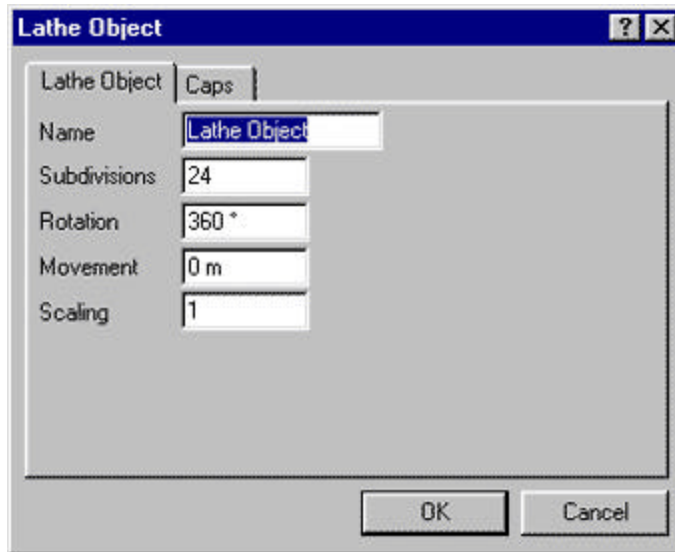 Lathe Object
Lathe Object Caps
Name Lathe Object
Subdivisions 24
Rotation 360 °
Movement 0 m
Scaling 1
OK Cancel